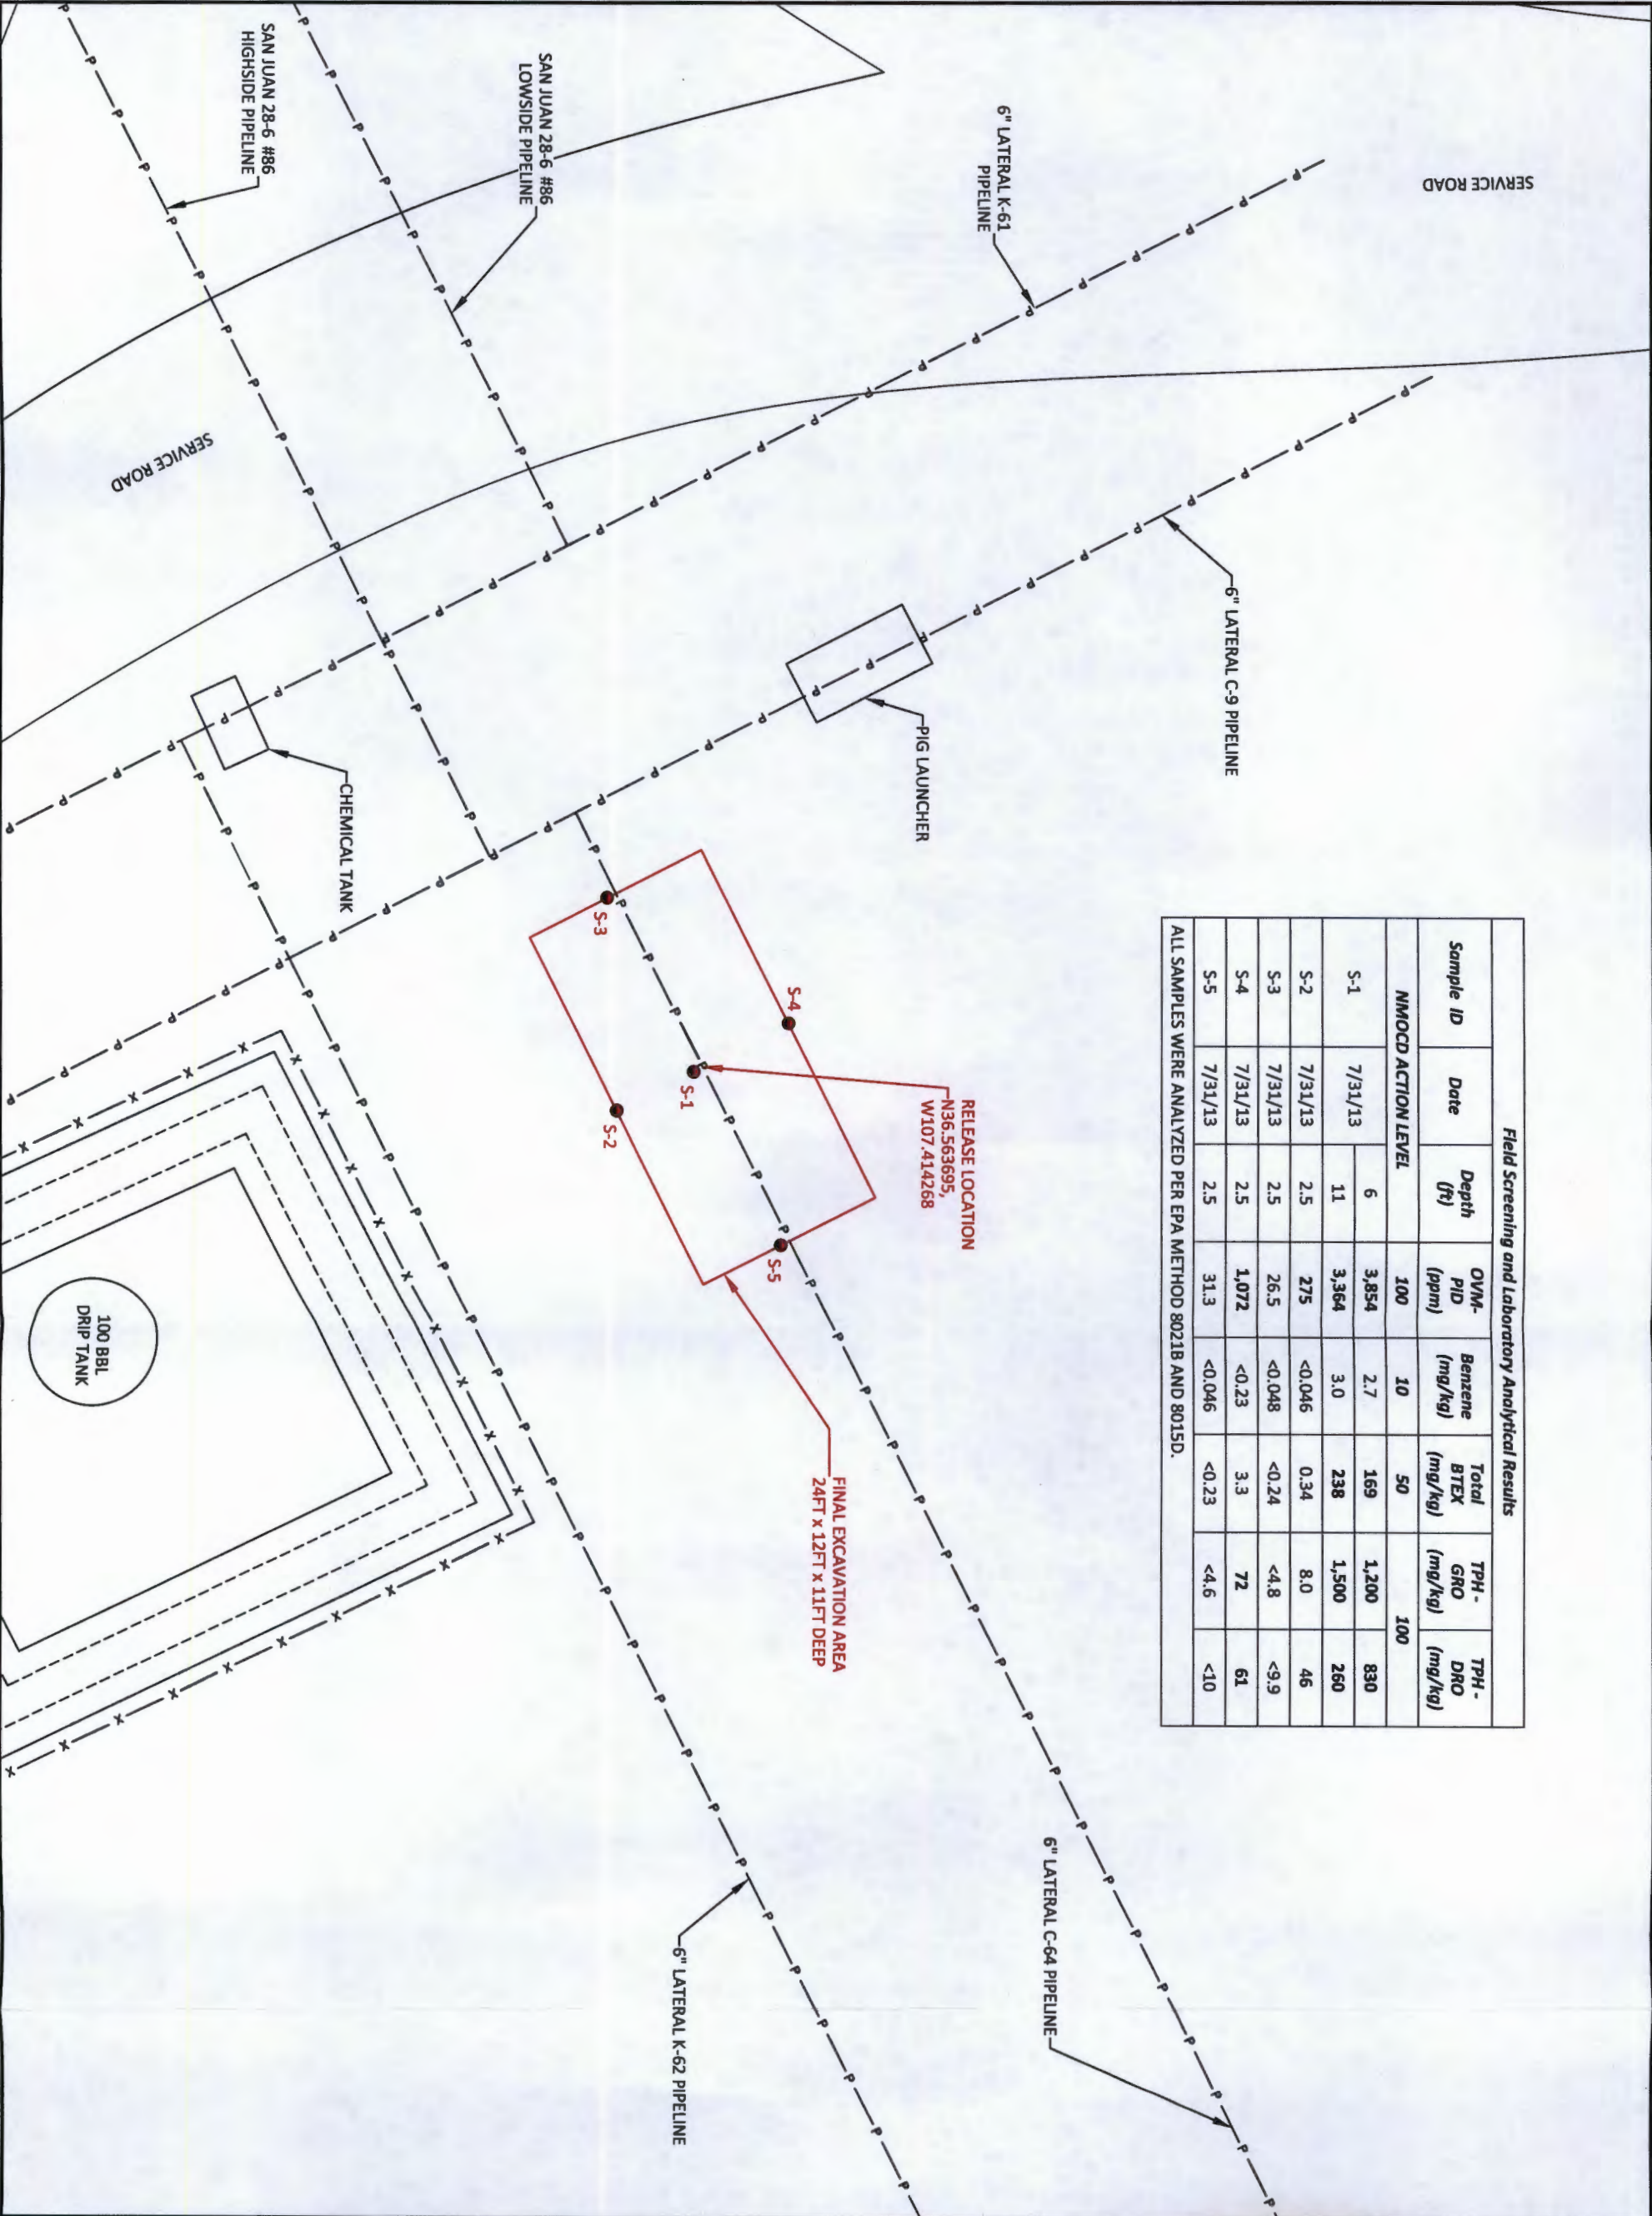 Field Screening and Laboratory Analytical Results
Sample ID Date Depth (ft) OVM-PID (ppm) Benzene (mg/kg) Total BTEX (mg/kg) TPH - GRO (mg/kg) TPH - DRO (mg/kg)
NMOCD ACTION LEVEL 100 10 50 100
S-1 7/31/13 6 3,854 2.7 169 1,200 830
11 3,364 3.0 238 1,500 260
S-2 7/31/13 2.5 275 <0.046 0.34 8.0 46
S-3 7/31/13 2.5 26.5 <0.048 <0.24 <4.8 <9.9
S-4 7/31/13 2.5 1,072 <0.23 3.3 72 61
S-5 7/31/13 2.5 31.3 <0.046 <0.23 <4.6 <10
ALL SAMPLES WERE ANALYZED PER EPA METHOD 8021B AND 8015D.
SERVICE ROAD
6" LATERAL K-61
PIPELINE
6" LATERAL C-9 PIPELINE
SAN JUAN 28-6 #86
LOWSIDE PIPELINE
SAN JUAN 28-6 #86
HIGHSIDE PIPELINE
SERVICE ROAD
PIG LAUNCHER
CHEMICAL TANK
RELEASE LOCATION
N36.563695,
W107.414268
S-4
S-3
S-1
S-2
S-5
FINAL EXCAVATION AREA
24FT x 12FT x 11FT DEEP
6" LATERAL C-64 PIPELINE
6" LATERAL K-62 PIPELINE
100 BBL
DRIP TANK